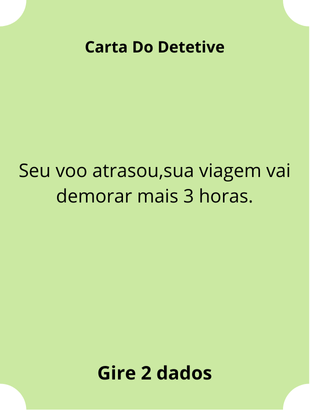 Carta Do Detetive
Seu voo atrasou,sua viagem vai
demorar mais 3 horas.
Gire 2 dados